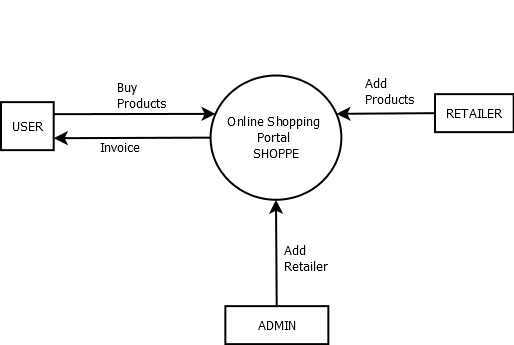 Buy
Products
Add
Products
USER
Online Shopping
Portal
SHOPPE
RETAILER
Invoice
Add
Retailer
ADMIN